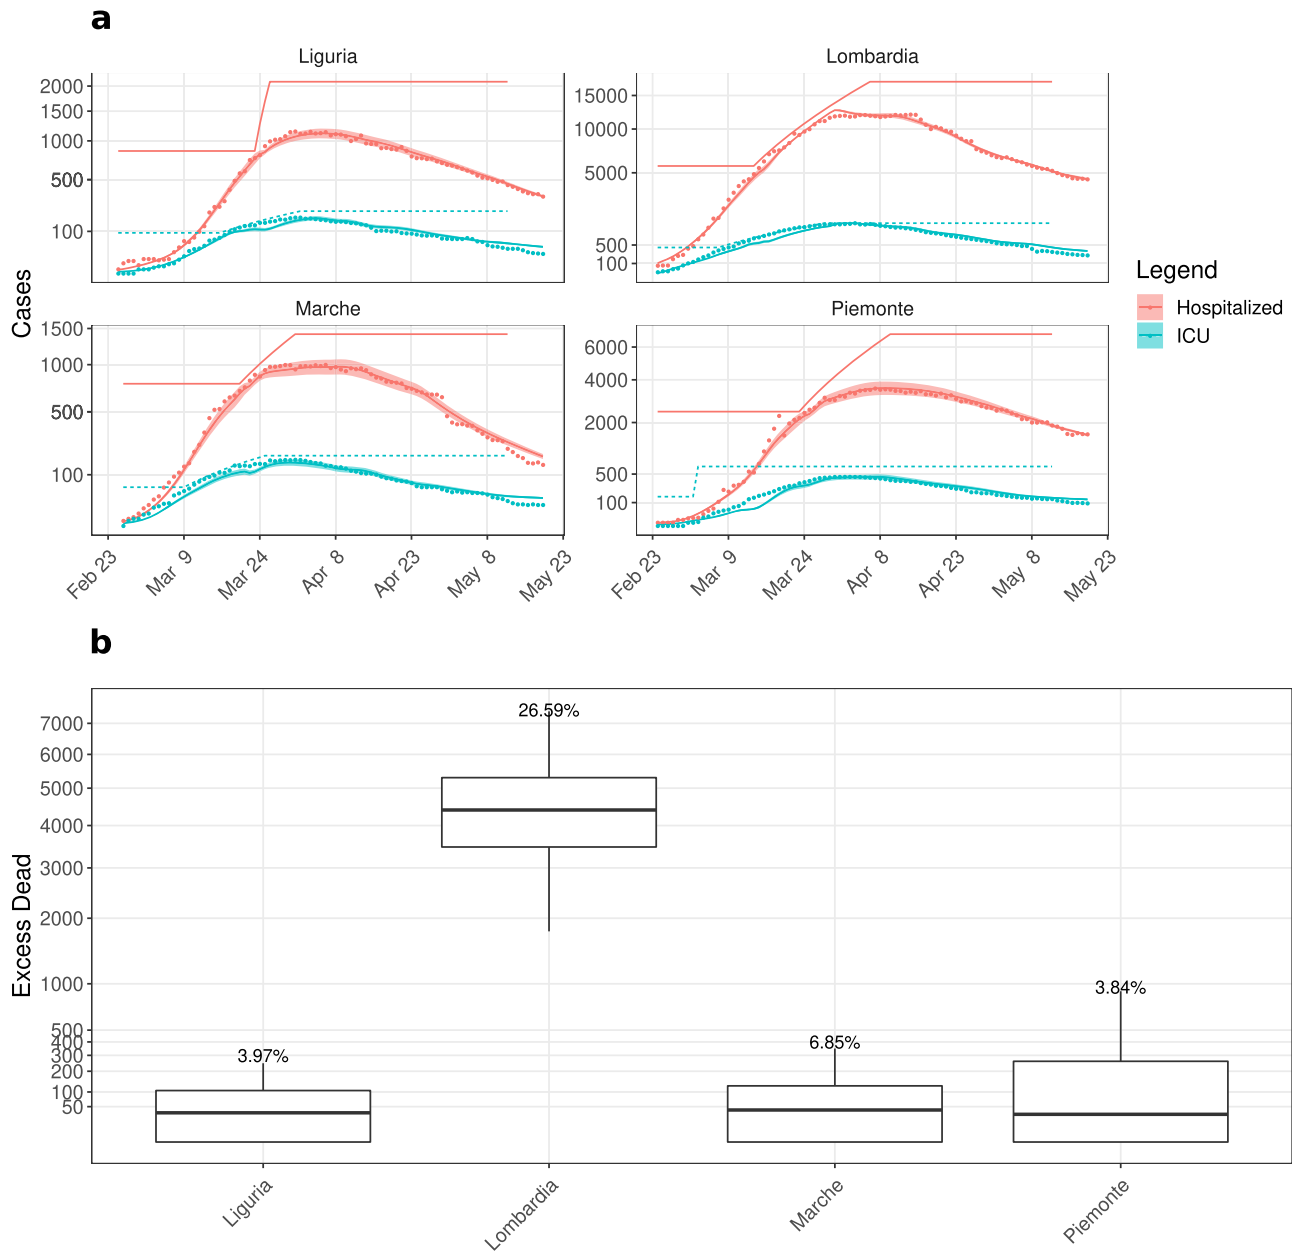 a
Liguria
Lombardia
2000
1500
1000
500
100
15000
10000
5000
500
100
Cases
Legend
Hospitalized
ICU
Marche
Piemonte
1500
1000
500
100
6000
4000
2000
500
100
Feb 23
Mar 9
Mar 24
Apr 8
Apr 23
May 8
May 23
Feb 23
Mar 9
Mar 24
Apr 8
Apr 23
May 8
May 23
b
Excess Dead
7000
6000
5000
4000
3000
2000
1000
500
400
300
200
100
50
26.59%
3.97%
6.85%
3.84%
Liguria
Lombardia
Marche
Piemonte